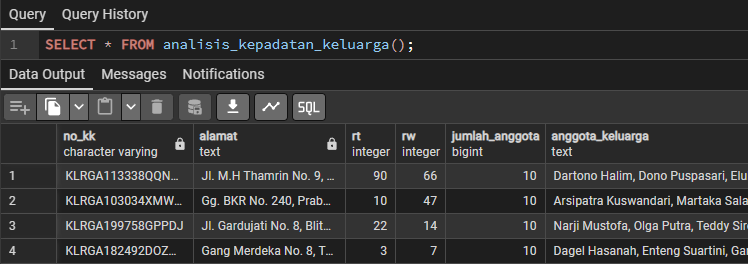 Query Query History
1 SELECT * FROM analisis_kepadatan_keluarga();
Data Output Messages Notifications
SQL
no_kk alamat rt rw jumlah_anggota anggota_keluarga
character varying text integer integer bigint text
1 KLRGA113338QQN... Jl. M.H Thamrin No. 9, ... 90 66 10 Dartono Halim, Dono Puspasari, Elu
2 KLRGA103034XMW... Gg. BKR No. 240, Prab... 10 47 10 Arsipatra Kuswandari, Martaka Sala
3 KLRGA199758GPPDJ Jl. Gardujati No. 8, Blit... 22 14 10 Narji Mustofa, Olga Putra, Teddy Sir
4 KLRGA182492DOZ... Gang Merdeka No. 8, T... 3 7 10 Dagel Hasanah, Enteng Suartini, Gar